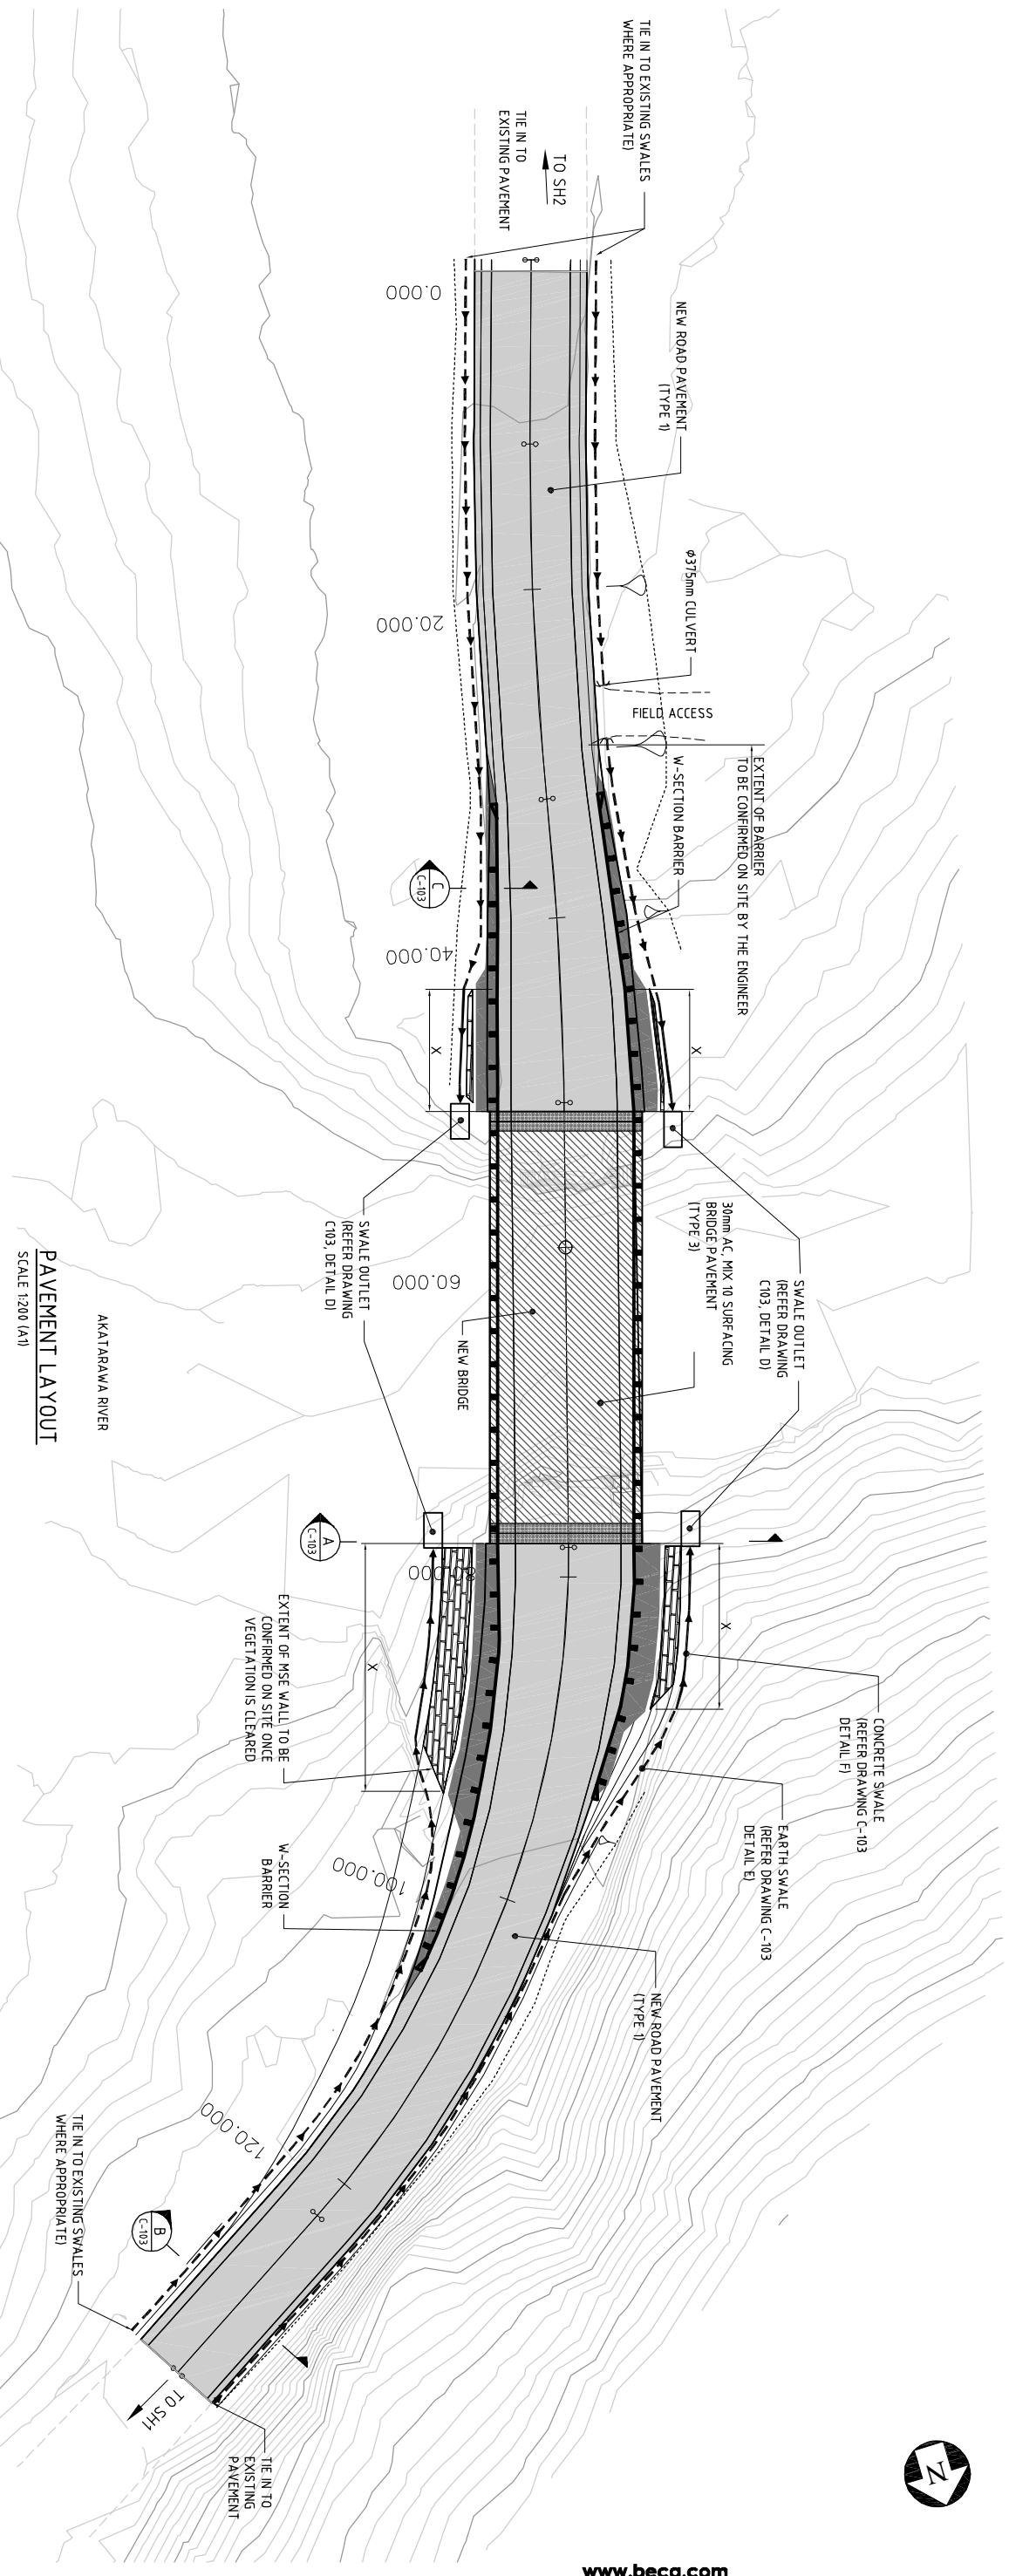 TIE IN TO EXISTING SWALES
WHERE APPROPRIATE)
TIE IN TO
EXISTING PAVEMENT
TO SH2
0.000
NEW ROAD PAVEMENT
(TYPE 1)
Ø375mm CULVERT
20.000
FIELD ACCESS
EXTENT OF BARRIER
TO BE CONFIRMED ON SITE BY THE ENGINEER
W-SECTION BARRIER
C
C-103
40.000
X
X
SWALE OUTLET
(REFER DRAWING
C103, DETAIL D)
30mm AC, MIX 10 SURFACING
BRIDGE PAVEMENT
(TYPE 3)
SWALE OUTLET
(REFER DRAWING
C103, DETAIL D)
60.000
NEW BRIDGE
AKATARAWA RIVER
PAVEMENT LAYOUT
SCALE 1:200 (A1)
A
C-103
80.000
X
X
EXTENT OF MSE WALL TO BE
CONFIRMED ON SITE ONCE
VEGETATION IS CLEARED
CONCRETE SWALE
(REFER DRAWING C-103
DETAIL F)
EARTH SWALE
(REFER DRAWING C-103
DETAIL E)
W-SECTION
BARRIER
100.000
NEW ROAD PAVEMENT
(TYPE 1)
120.000
TIE IN TO EXISTING SWALES
WHERE APPROPRIATE)
B
C-103
TO SH1
TIE IN TO
EXISTING
PAVEMENT
N
www.beca.com